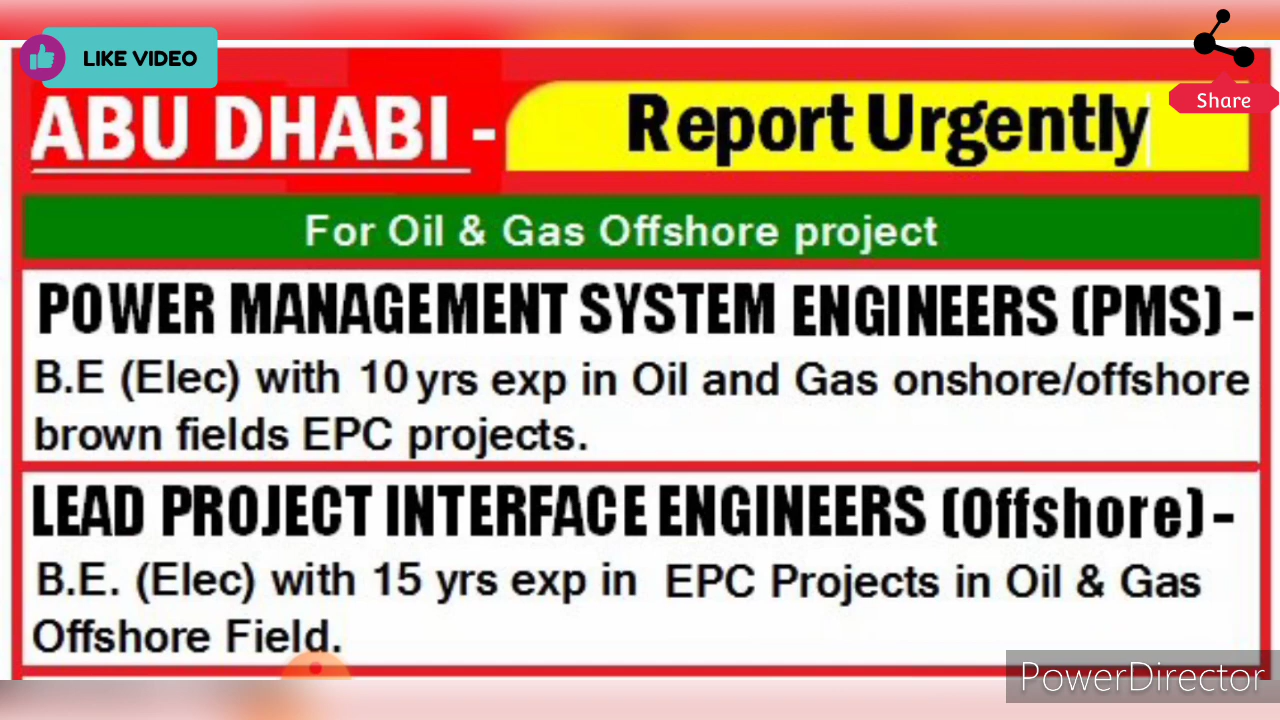 LIKE VIDEO
Share
ABU DHABI - Report Urgently
For Oil & Gas Offshore project
POWER MANAGEMENT SYSTEM ENGINEERS (PMS) -
B.E (Elec) with 10 yrs exp in Oil and Gas onshore/offshore
brown fields EPC projects.
LEAD PROJECT INTERFACE ENGINEERS (Offshore) -
B.E. (Elec) with 15 yrs exp in EPC Projects in Oil & Gas
Offshore Field.
PowerDirector